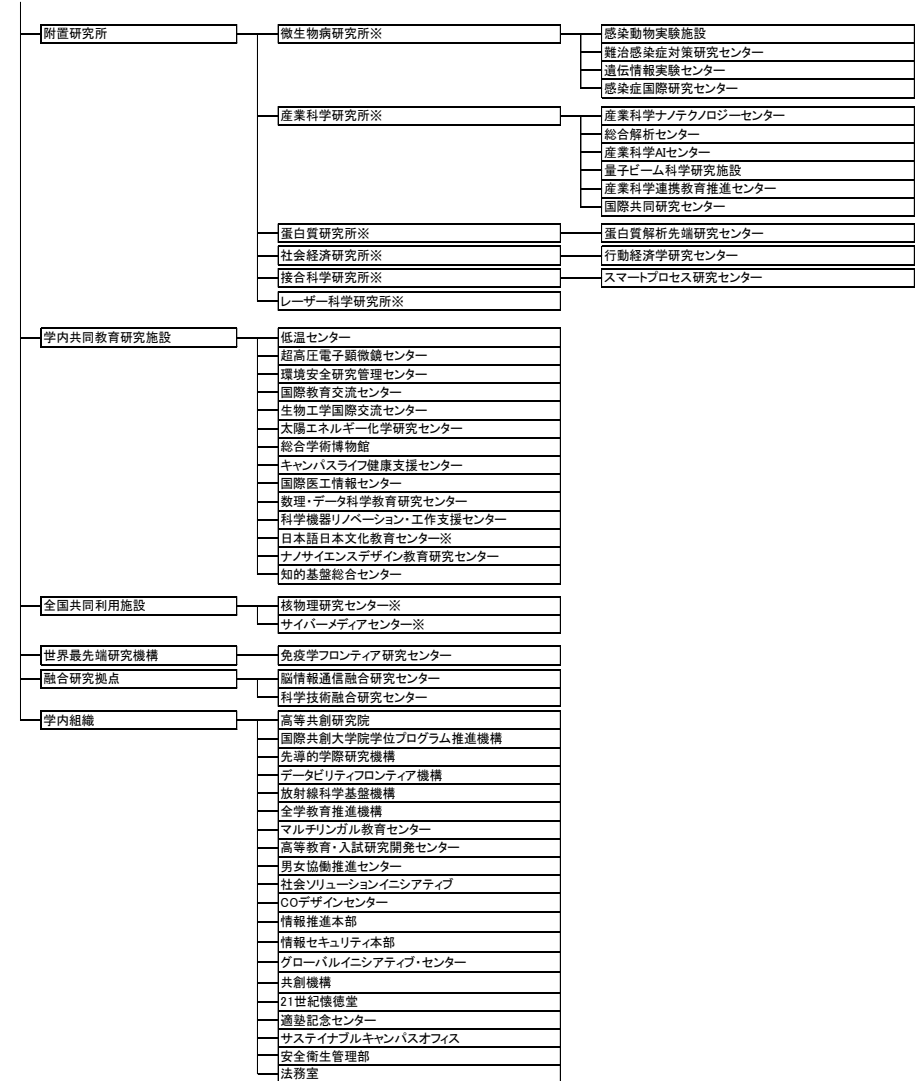 附置研究所
微生物病研究所※
感染動物実験施設
難治感染症対策研究センター
遺伝情報実験センター
感染症国際研究センター
産業科学研究所※
産業科学ナノテクノロジーセンター
総合解析センター
産業科学AIセンター
量子ビーム科学研究施設
産業科学連携教育推進センター
国際共同研究センター
蛋白質研究所※
蛋白質解析先端研究センター
社会経済研究所※
行動経済学研究センター
接合科学研究所※
スマートプロセス研究センター
レーザー科学研究所※
学内共同教育研究施設
低温センター
超高圧電子顕微鏡センター
環境安全研究管理センター
国際教育交流センター
生物工学国際交流センター
太陽エネルギー化学研究センター
総合学術博物館
キャンパスライフ健康支援センター
国際医工情報センター
数理・データ科学教育研究センター
科学機器リノベーション・工作支援センター
日本語日本文化教育センター※
ナノサイエンスデザイン教育研究センター
知的基盤総合センター
全国共同利用施設
核物理研究センター※
サイバーメディアセンター※
世界最先端研究機構
免疫学フロンティア研究センター
融合研究拠点
脳情報通信融合研究センター
科学技術融合研究センター
学内組織
高等共創研究院
国際共創大学院学位プログラム推進機構
先導的学際研究機構
データビリティフロンティア機構
放射線科学基盤機構
全学教育推進機構
マルチリンガル教育センター
高等教育・入試研究開発センター
男女協働推進センター
社会ソリューションイニシアティブ
COデザインセンター
情報推進本部
情報セキュリティ本部
グローバルイニシアティブ・センター
共創機構
21世紀懐徳堂
適塾記念センター
サステイナブルキャンパスオフィス
安全衛生管理部
法務室